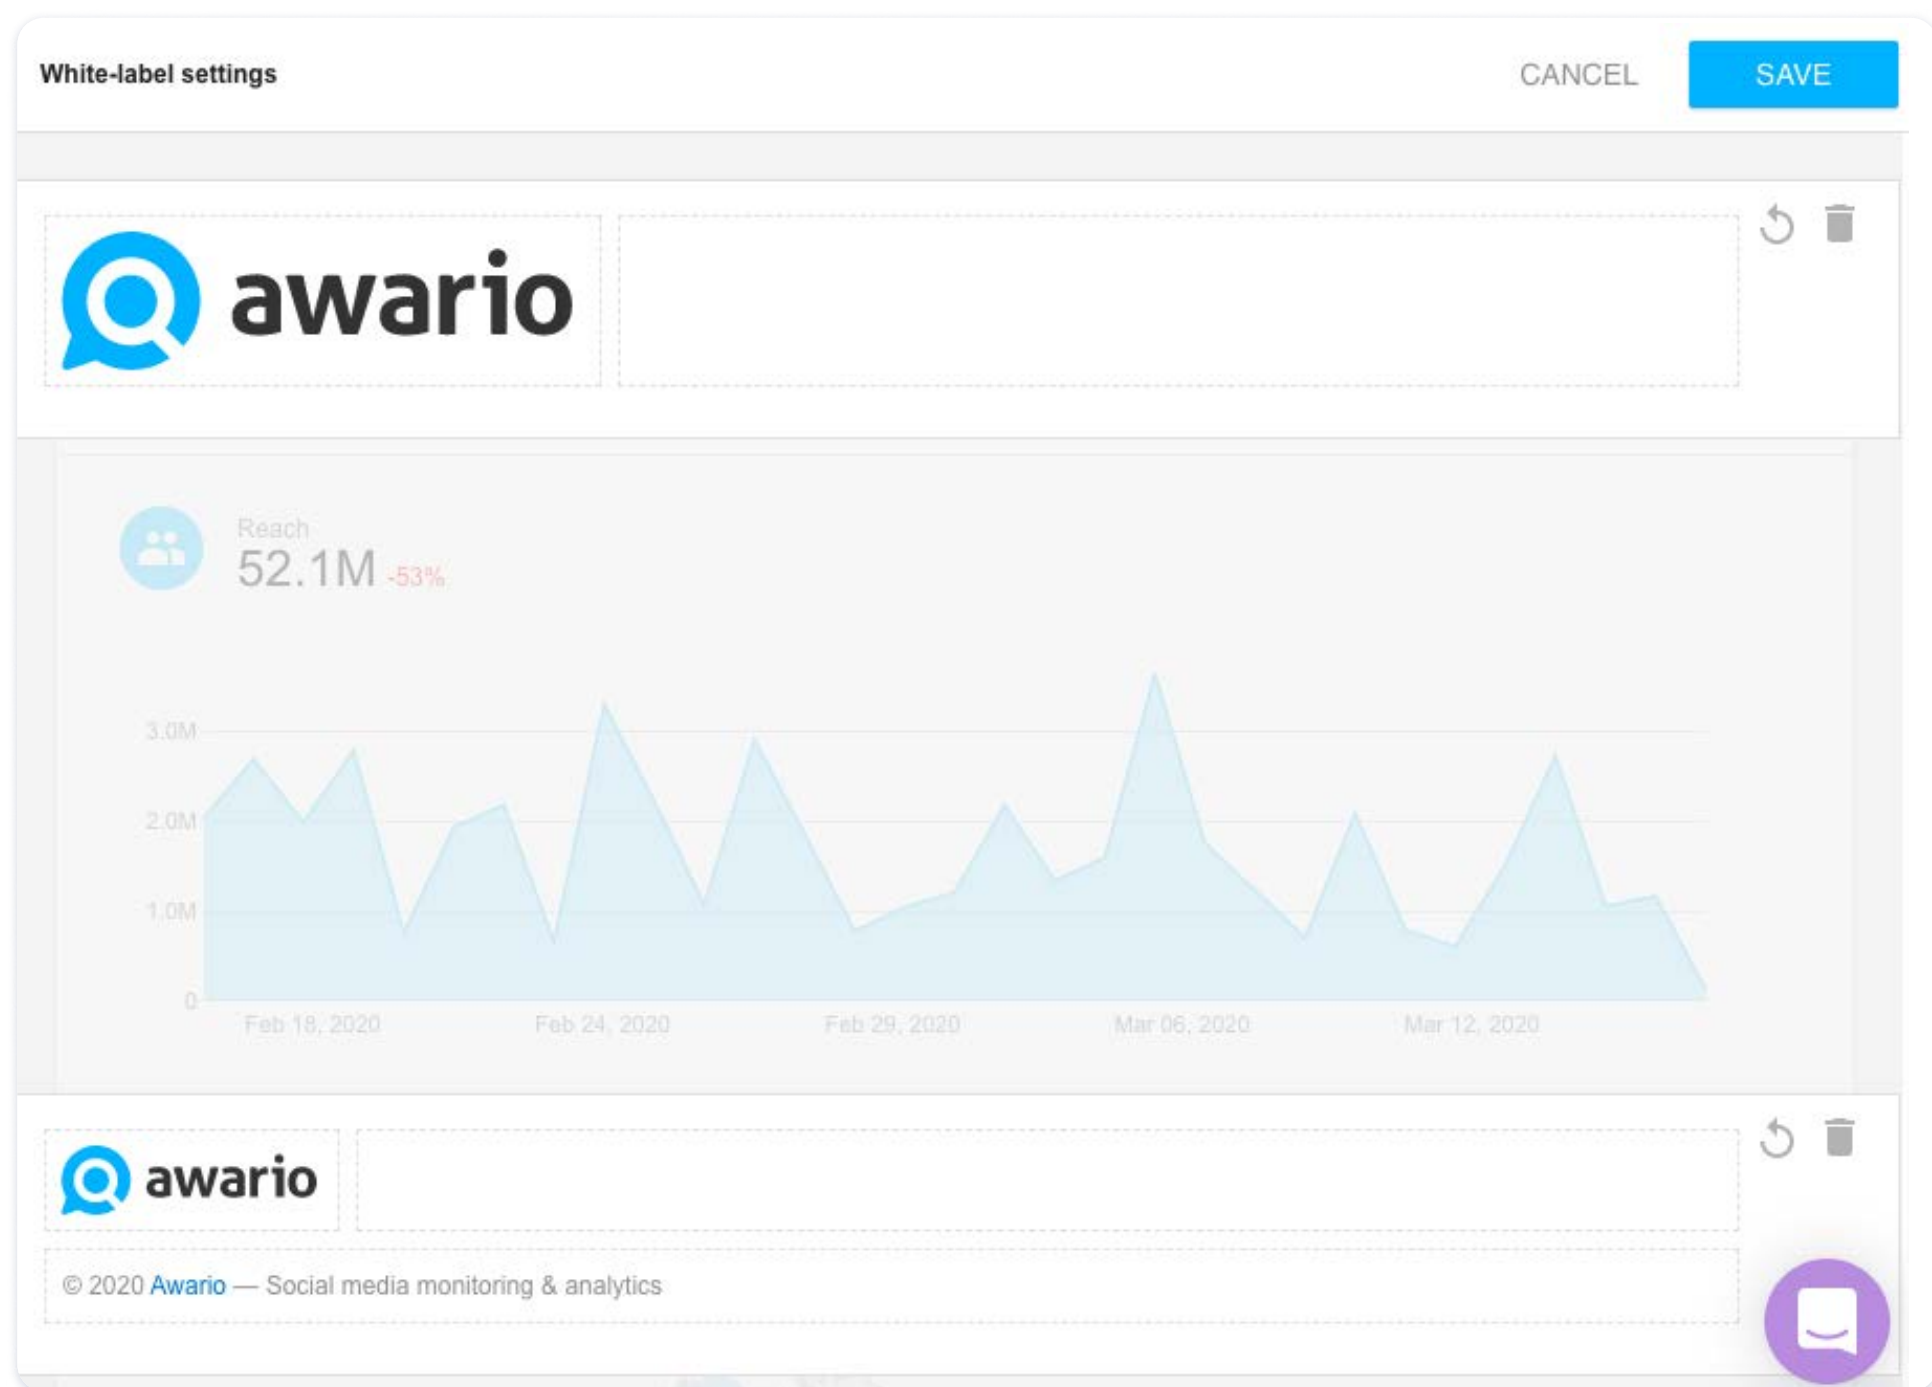 White-label settings
CANCEL
SAVE
awario
Reach
52.1M -53%
3.0M
2.0M
1.0M
0
Feb 18, 2020
Feb 24, 2020
Feb 29, 2020
Mar 06, 2020
Mar 12, 2020
awario
© 2020 Awario — Social media monitoring & analytics